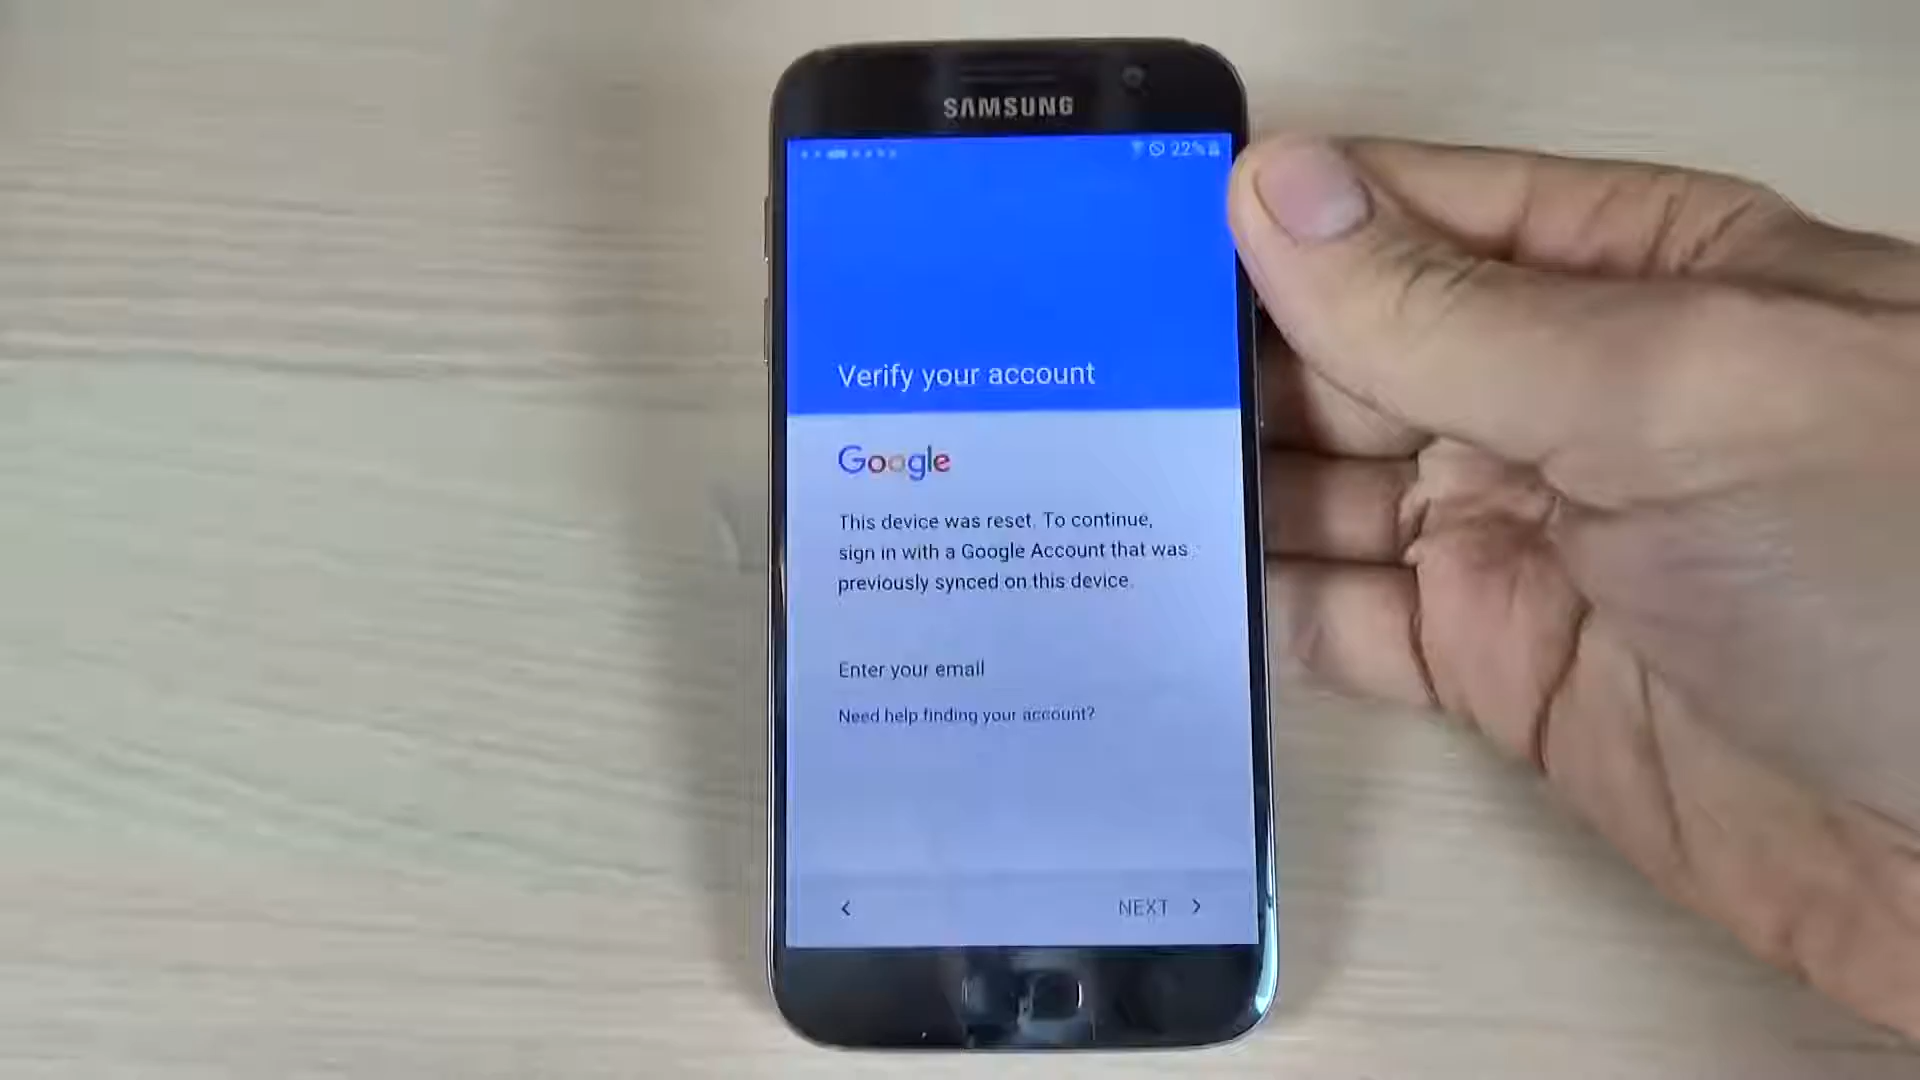 SAMSUNG
22%
Verify your account
Google
This device was reset. To continue,
sign in with a Google Account that was
previously synced on this device.
Enter your email
Need help finding your account?
NEXT